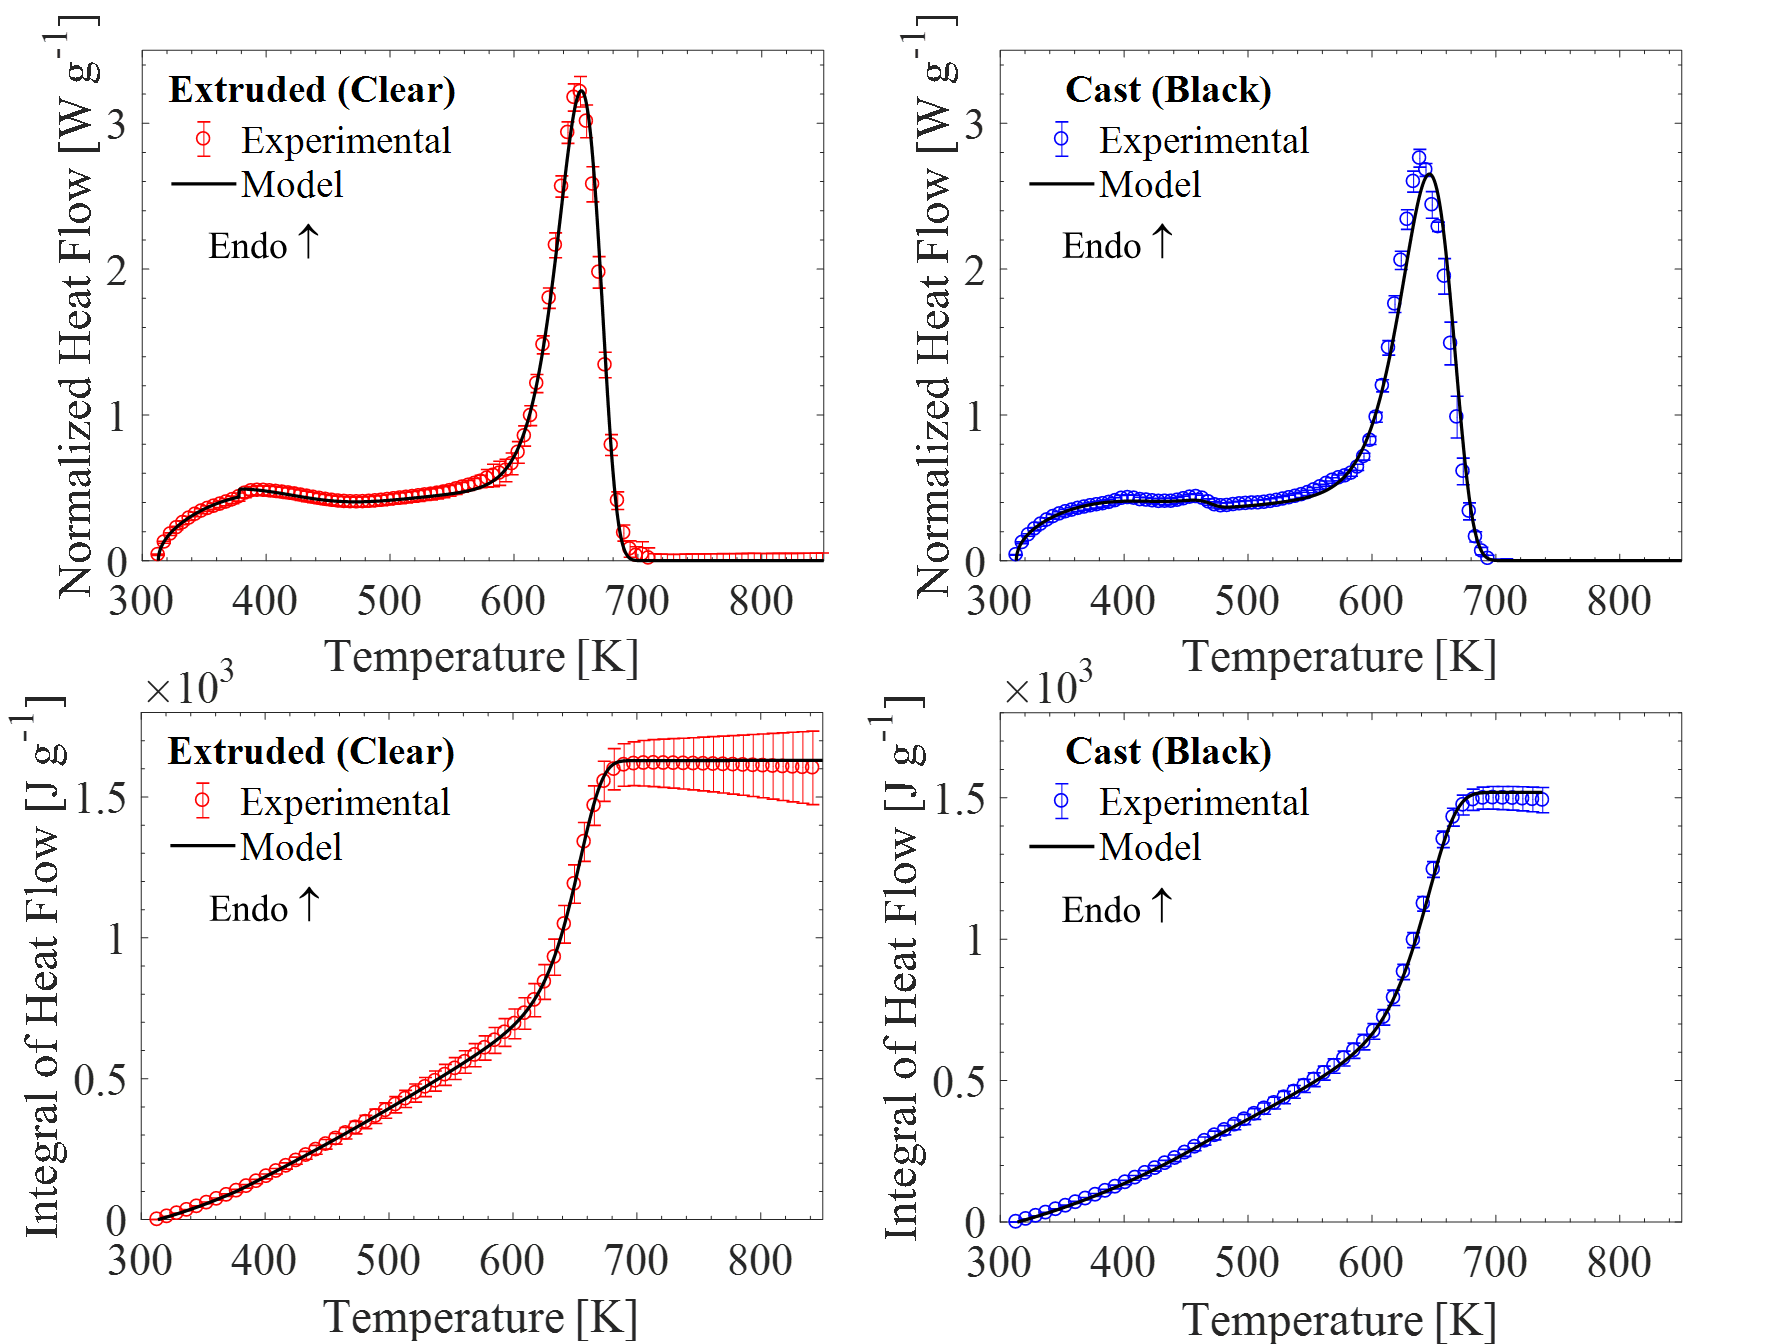 Normalized Heat Flow [W g⁻¹]
3
2
1
0
Extruded (Clear)
Experimental
Model
Endo ↑
300 400 500 600 700 800
Temperature [K]
Normalized Heat Flow [W g⁻¹]
3
2
1
0
Cast (Black)
Experimental
Model
Endo ↑
300 400 500 600 700 800
Temperature [K]
Integral of Heat Flow [J g⁻¹]
×10³
1.5
1
0.5
0
Extruded (Clear)
Experimental
Model
Endo ↑
300 400 500 600 700 800
Temperature [K]
Integral of Heat Flow [J g⁻¹]
×10³
1.5
1
0.5
0
Cast (Black)
Experimental
Model
Endo ↑
300 400 500 600 700 800
Temperature [K]